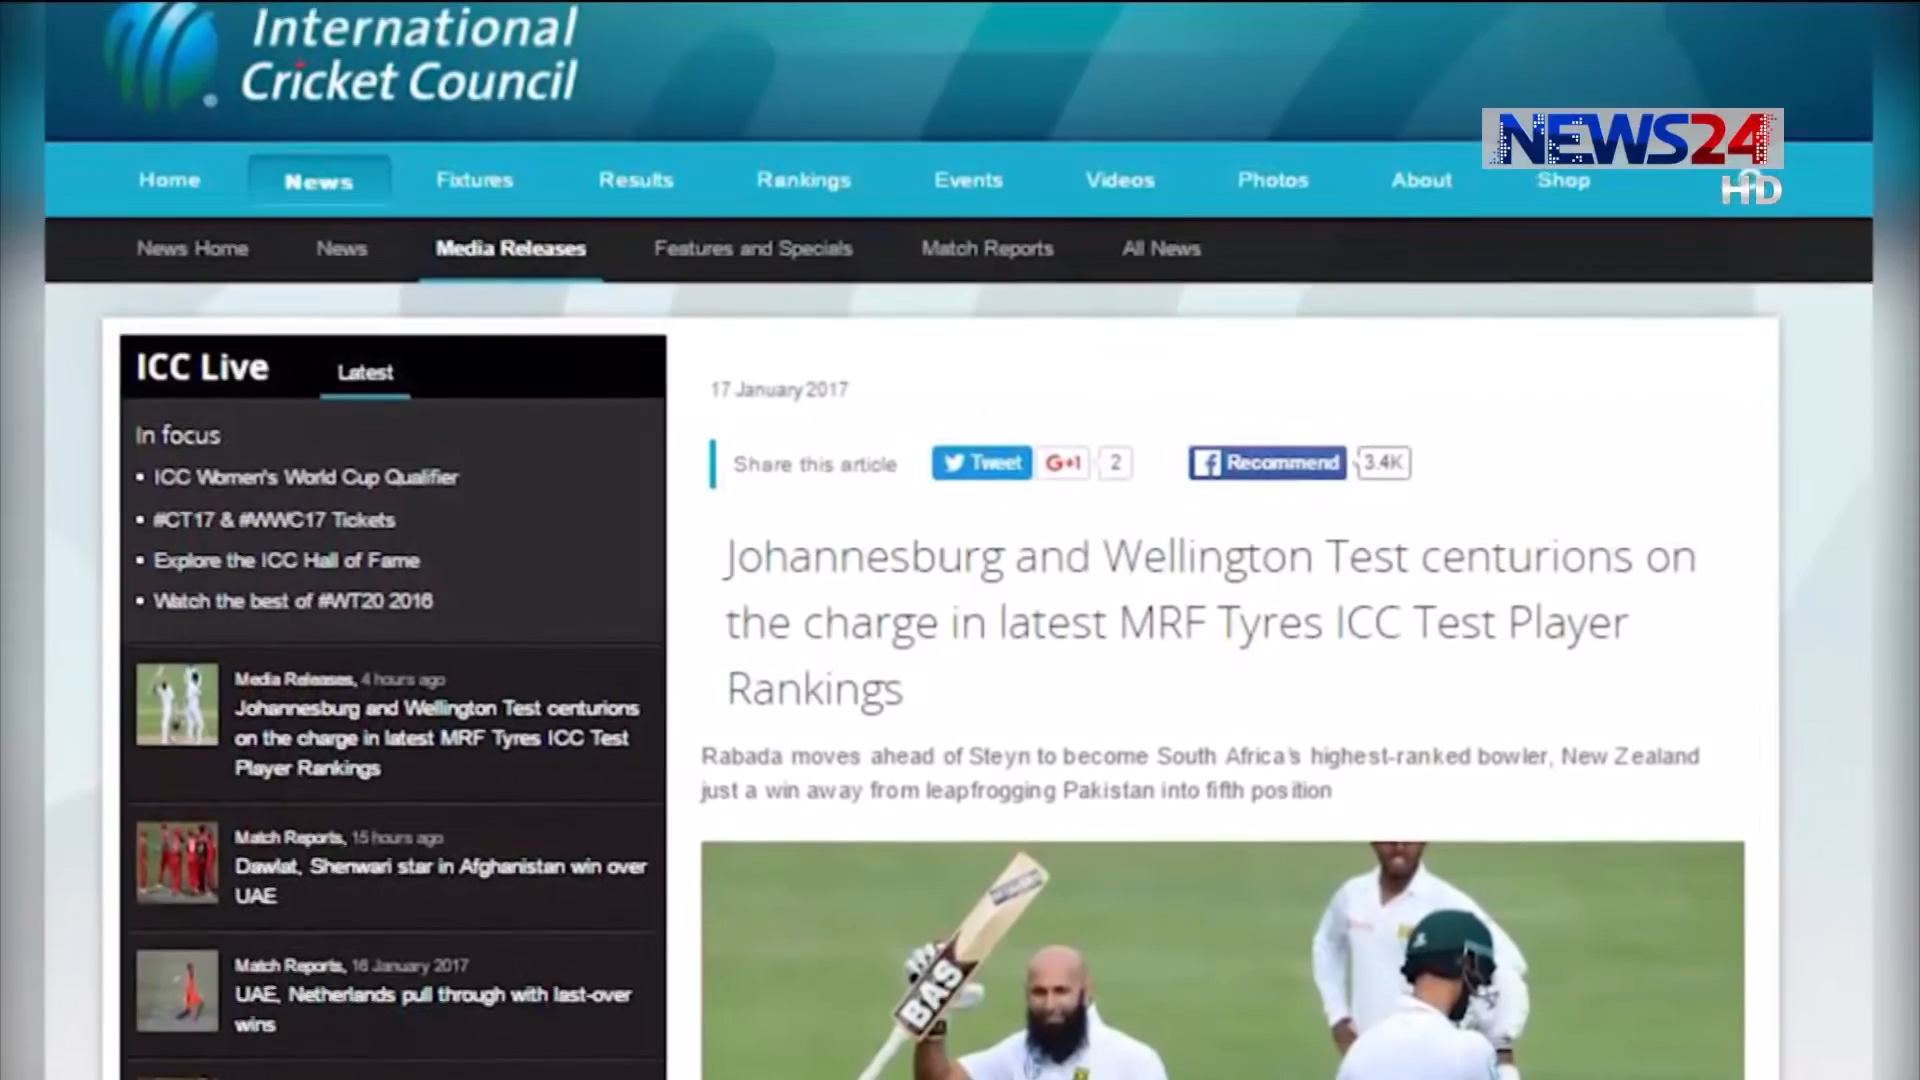 International
Cricket Council
NEWS24
HD
Home News Fixtures Results Rankings Events Videos Photos About Shop
News Home News Media Releases Features and Specials Match Reports All News
ICC Live Latest
In focus
• ICC Women's World Cup Qualifier
• #CT17 & #WWC17 Tickets
• Explore the ICC Hall of Fame
• Watch the best of #WT20 2016
Media Releases, 4 hours ago
Johannesburg and Wellington Test centurions
on the charge in latest MRF Tyres ICC Test
Player Rankings
Match Reports, 15 hours ago
Dawlat, Shenwari star in Afghanistan win over
UAE
Match Reports, 16 January 2017
UAE, Netherlands pull through with last-over
wins
17 January 2017
Share this article Tweet G+1 2 Recommend 3.4K
Johannesburg and Wellington Test centurions on
the charge in latest MRF Tyres ICC Test Player
Rankings
Rabada moves ahead of Steyn to become South Africa's highest-ranked bowler, New Zealand
just a win away from leapfrogging Pakistan into fifth position
BAS